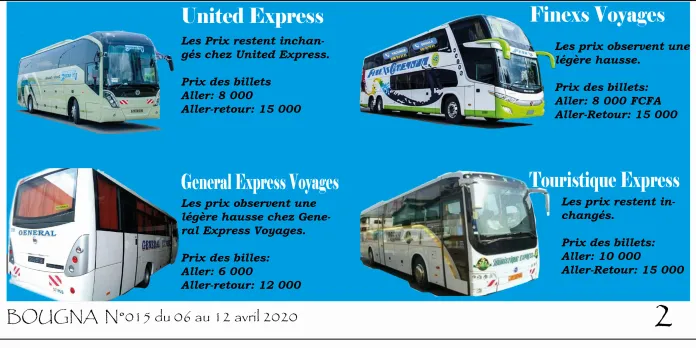 United Express
Les Prix restent inchan-
gés chez United Express.
Prix des billets
Aller: 8 000
Aller-retour: 15 000
Finexs Voyages
Les prix observent une
légère hausse.
Prix des billets:
Aller: 8 000 FCFA
Aller-Retour: 15 000
General Express Voyages
Les prix observent une
légère hausse chez Gene-
ral Express Voyages.
Prix des billes:
Aller: 6 000
Aller-retour: 12 000
GENERAL
GENERAL
Touristique Express
Les prix restent in-
changés.
Prix des billets:
Aller: 10 000
Aller-Retour: 15 000
BOUGNA N°015 du 06 au 12 avril 2020
2